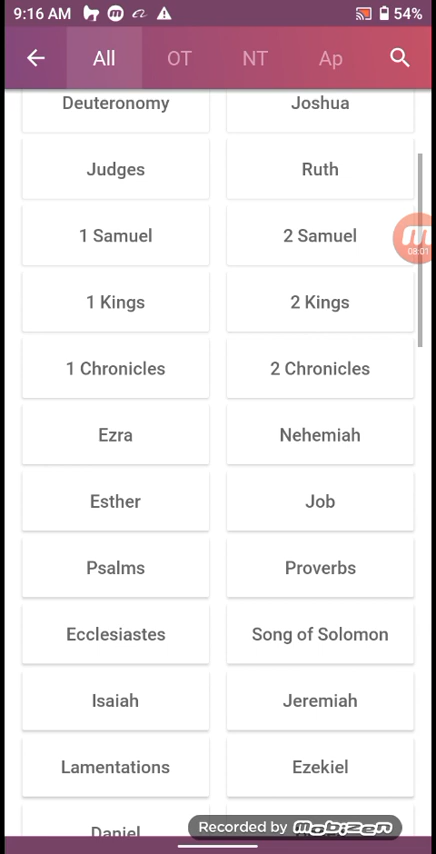 9:16 AM 54%
All OT NT Ap
Deuteronomy Joshua
Judges Ruth
1 Samuel 2 Samuel
1 Kings 2 Kings
1 Chronicles 2 Chronicles
Ezra Nehemiah
Esther Job
Psalms Proverbs
Ecclesiastes Song of Solomon
Isaiah Jeremiah
Lamentations Ezekiel
Daniel
08:01
Recorded by mobizen